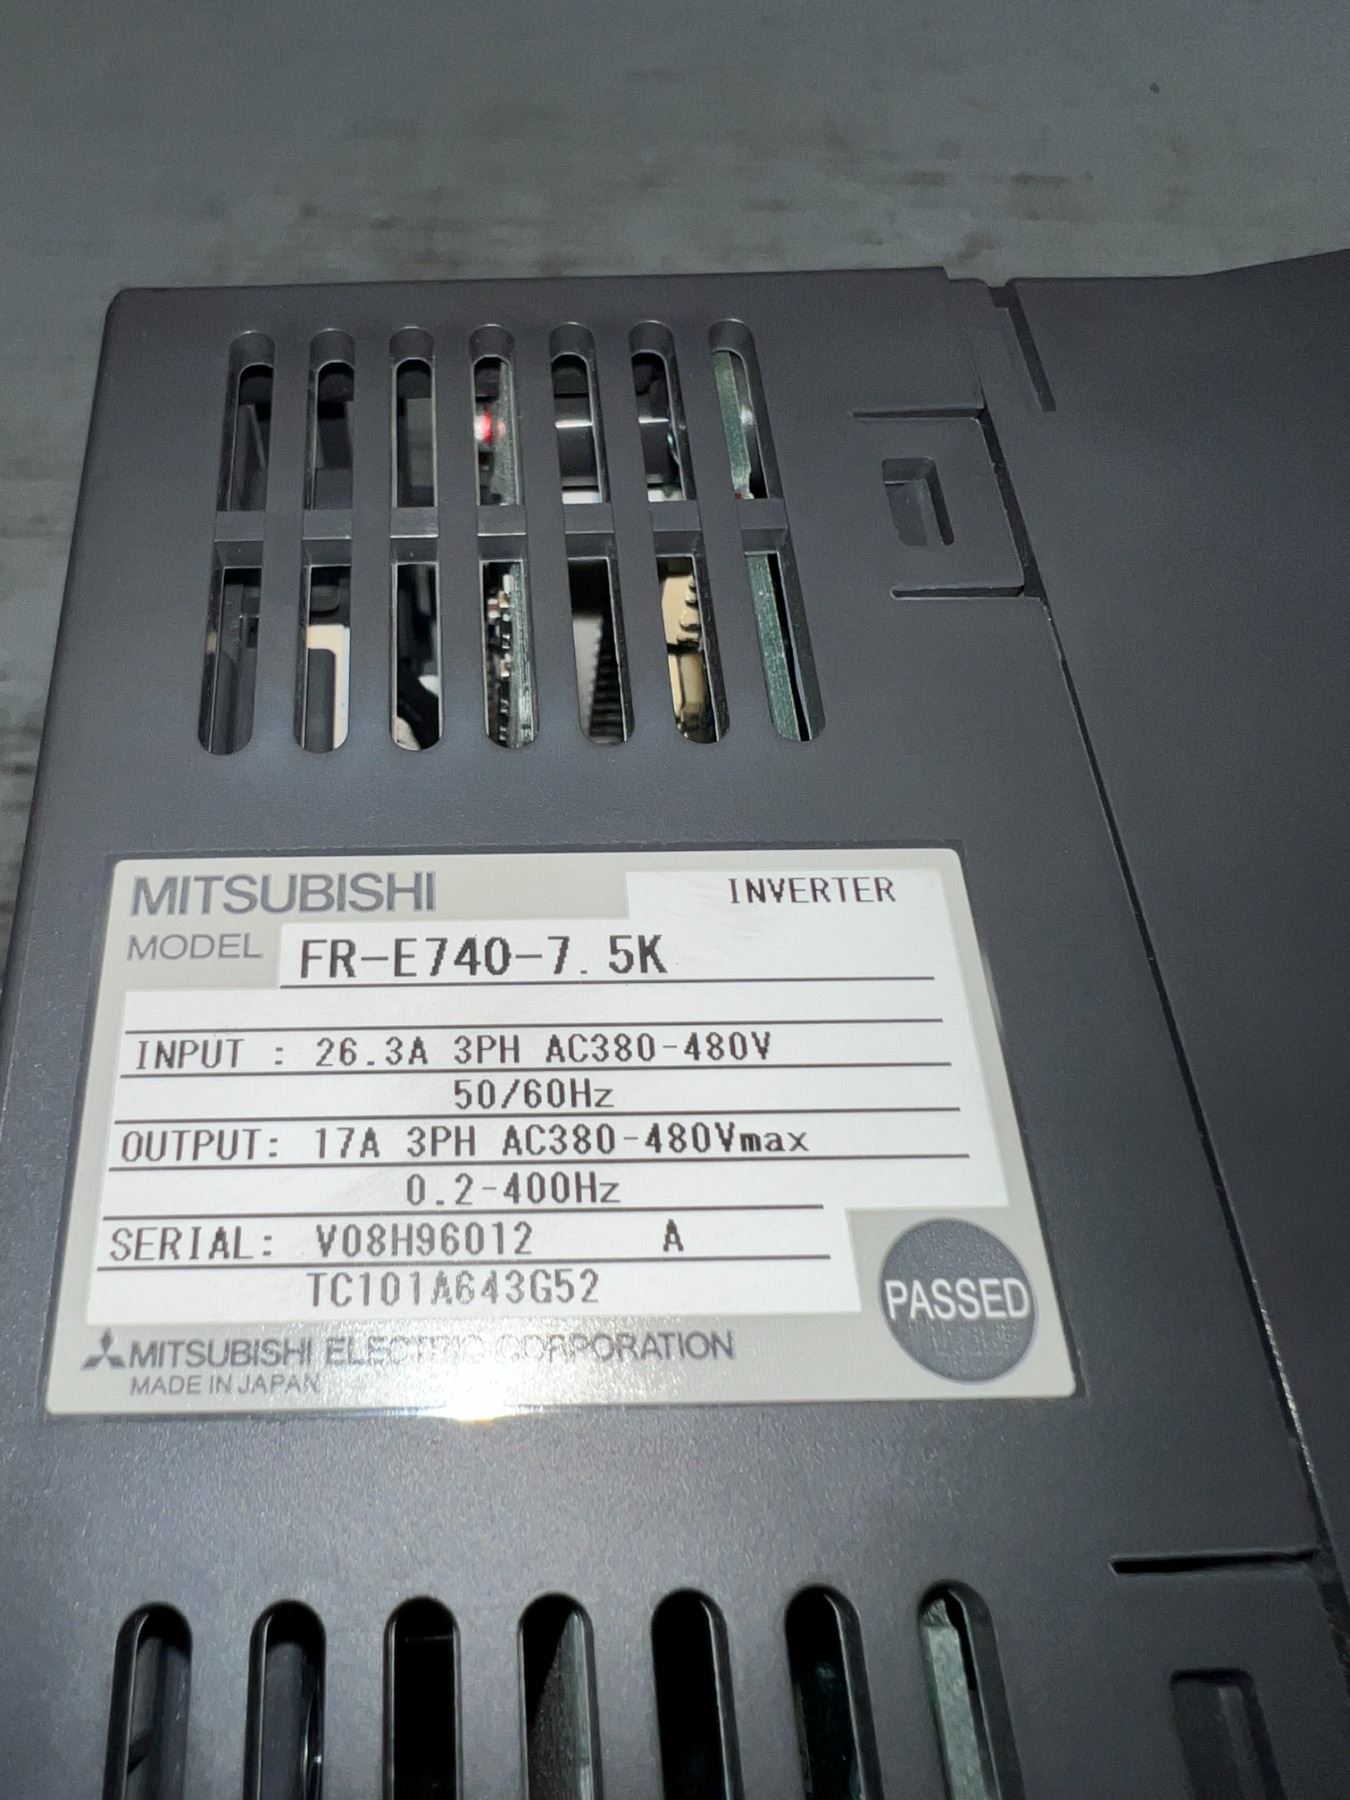 MITSUBISHI INVERTER
MODEL FR-E740-7.5K
INPUT : 26.3A 3PH AC380-480V
50/60Hz
OUTPUT: 17A 3PH AC380-480Vmax
0.2-400Hz
SERIAL: V08H96012 A
TC101A643G52
PASSED
MITSUBISHI ELECTRIC CORPORATION
MADE IN JAPAN